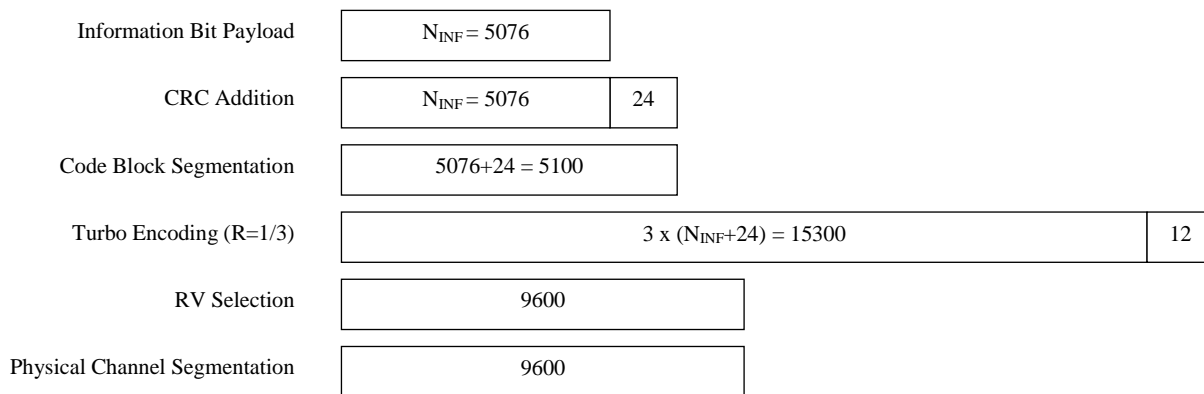 Information Bit Payload N_INF = 5076
CRC Addition N_INF = 5076 24
Code Block Segmentation 5076+24 = 5100
Turbo Encoding (R=1/3) 3 x (N_INF+24) = 15300 12
RV Selection 9600
Physical Channel Segmentation 9600